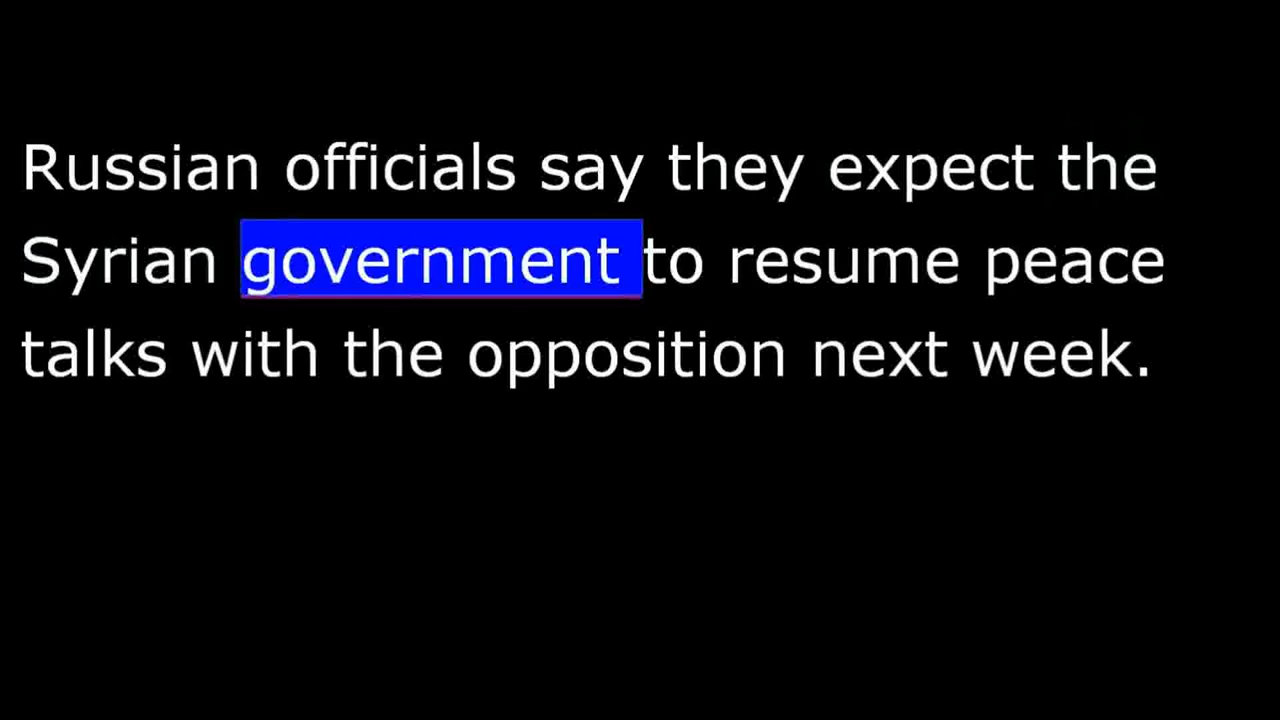 Russian officials say they expect the
Syrian government to resume peace
talks with the opposition next week.